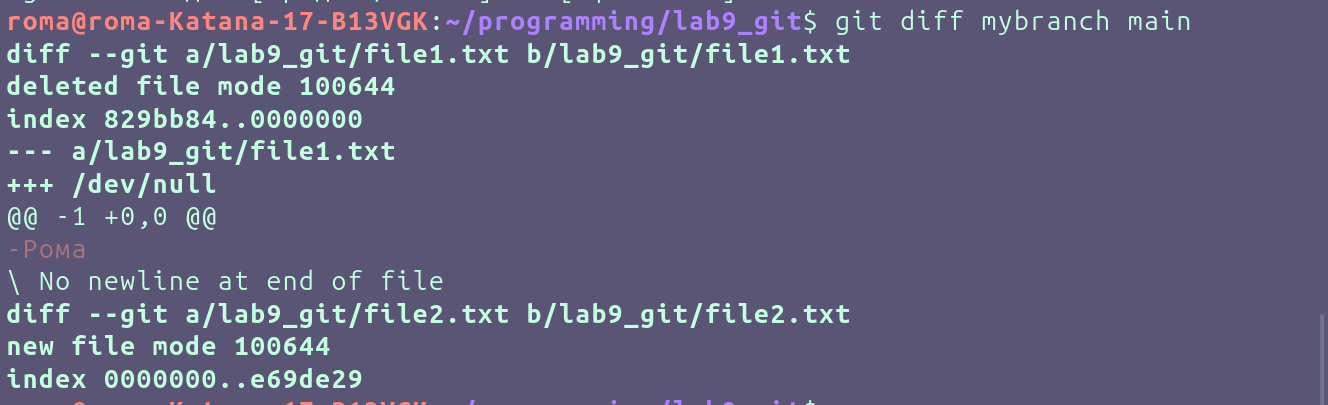 roma@roma-Katana-17-B13VGK:~/programming/lab9_git$ git diff mybranch main
diff --git a/lab9_git/file1.txt b/lab9_git/file1.txt
deleted file mode 100644
index 829bb84..0000000
--- a/lab9_git/file1.txt
+++ /dev/null
@@ -1 +0,0 @@
-Рома
\ No newline at end of file
diff --git a/lab9_git/file2.txt b/lab9_git/file2.txt
new file mode 100644
index 0000000..e69de29